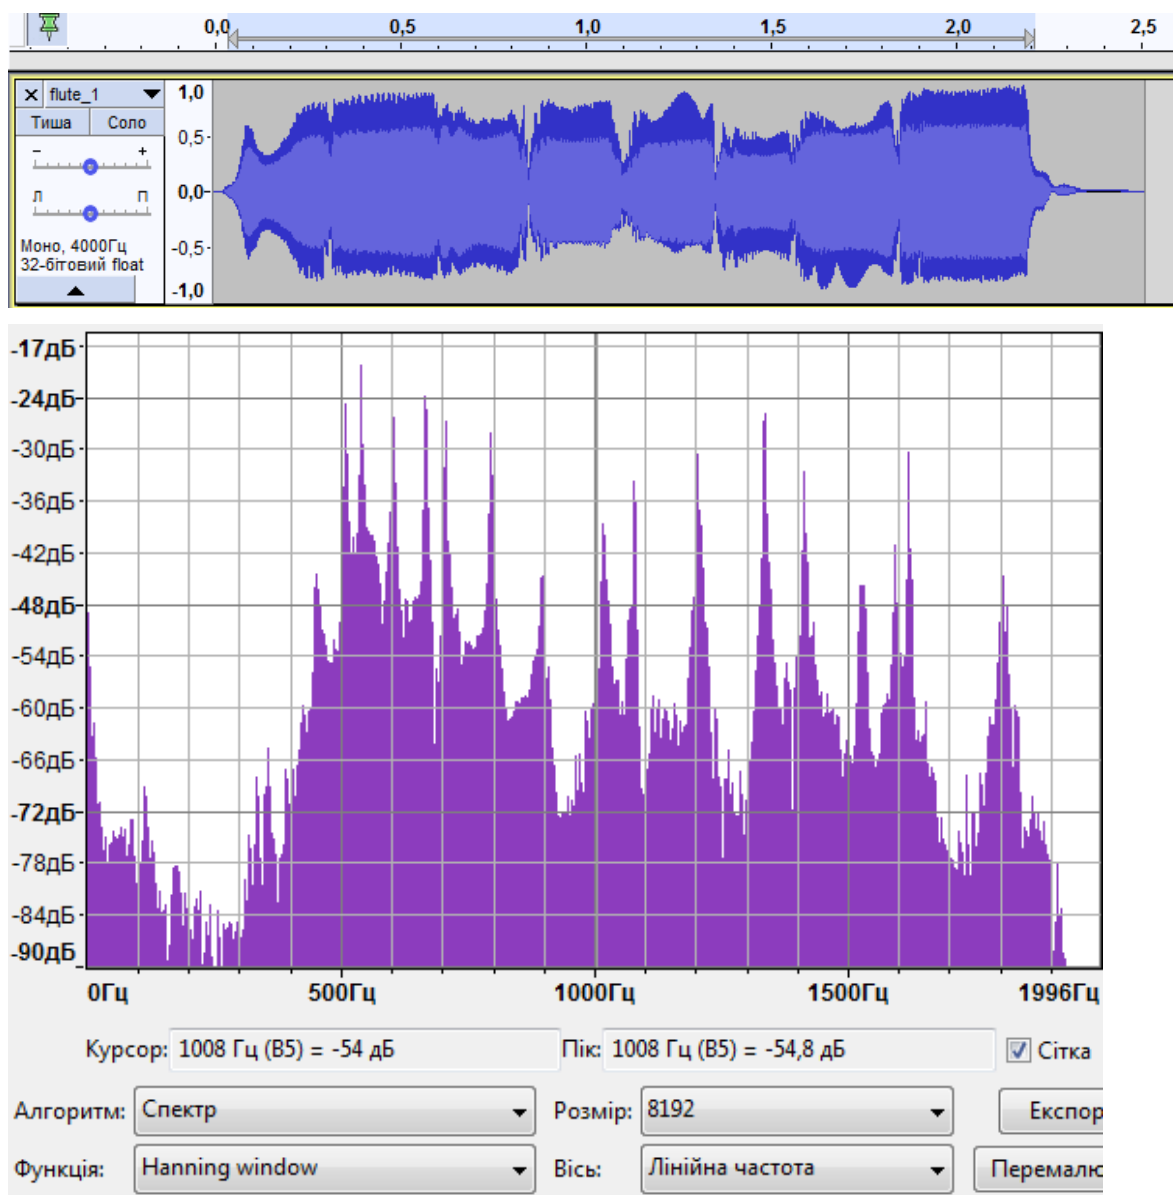 0,0 0,5 1,0 1,5 2,0 2,5
flute_1
Тиша Соло
- +
Л П
Моно, 4000Гц
32-бітовий float
1,0
0,5
0,0
-0,5
-1,0
-17дБ
-24дБ
-30дБ
-36дБ
-42дБ
-48дБ
-54дБ
-60дБ
-66дБ
-72дБ
-78дБ
-84дБ
-90дБ
0Гц 500Гц 1000Гц 1500Гц 1996Гц
Курсор: 1008 Гц (B5) = -54 дБ Пік: 1008 Гц (B5) = -54,8 дБ Сітка
Алгоритм: Спектр Розмір: 8192 Експор
Функція: Hanning window Вісь: Лінійна частота Перемалю